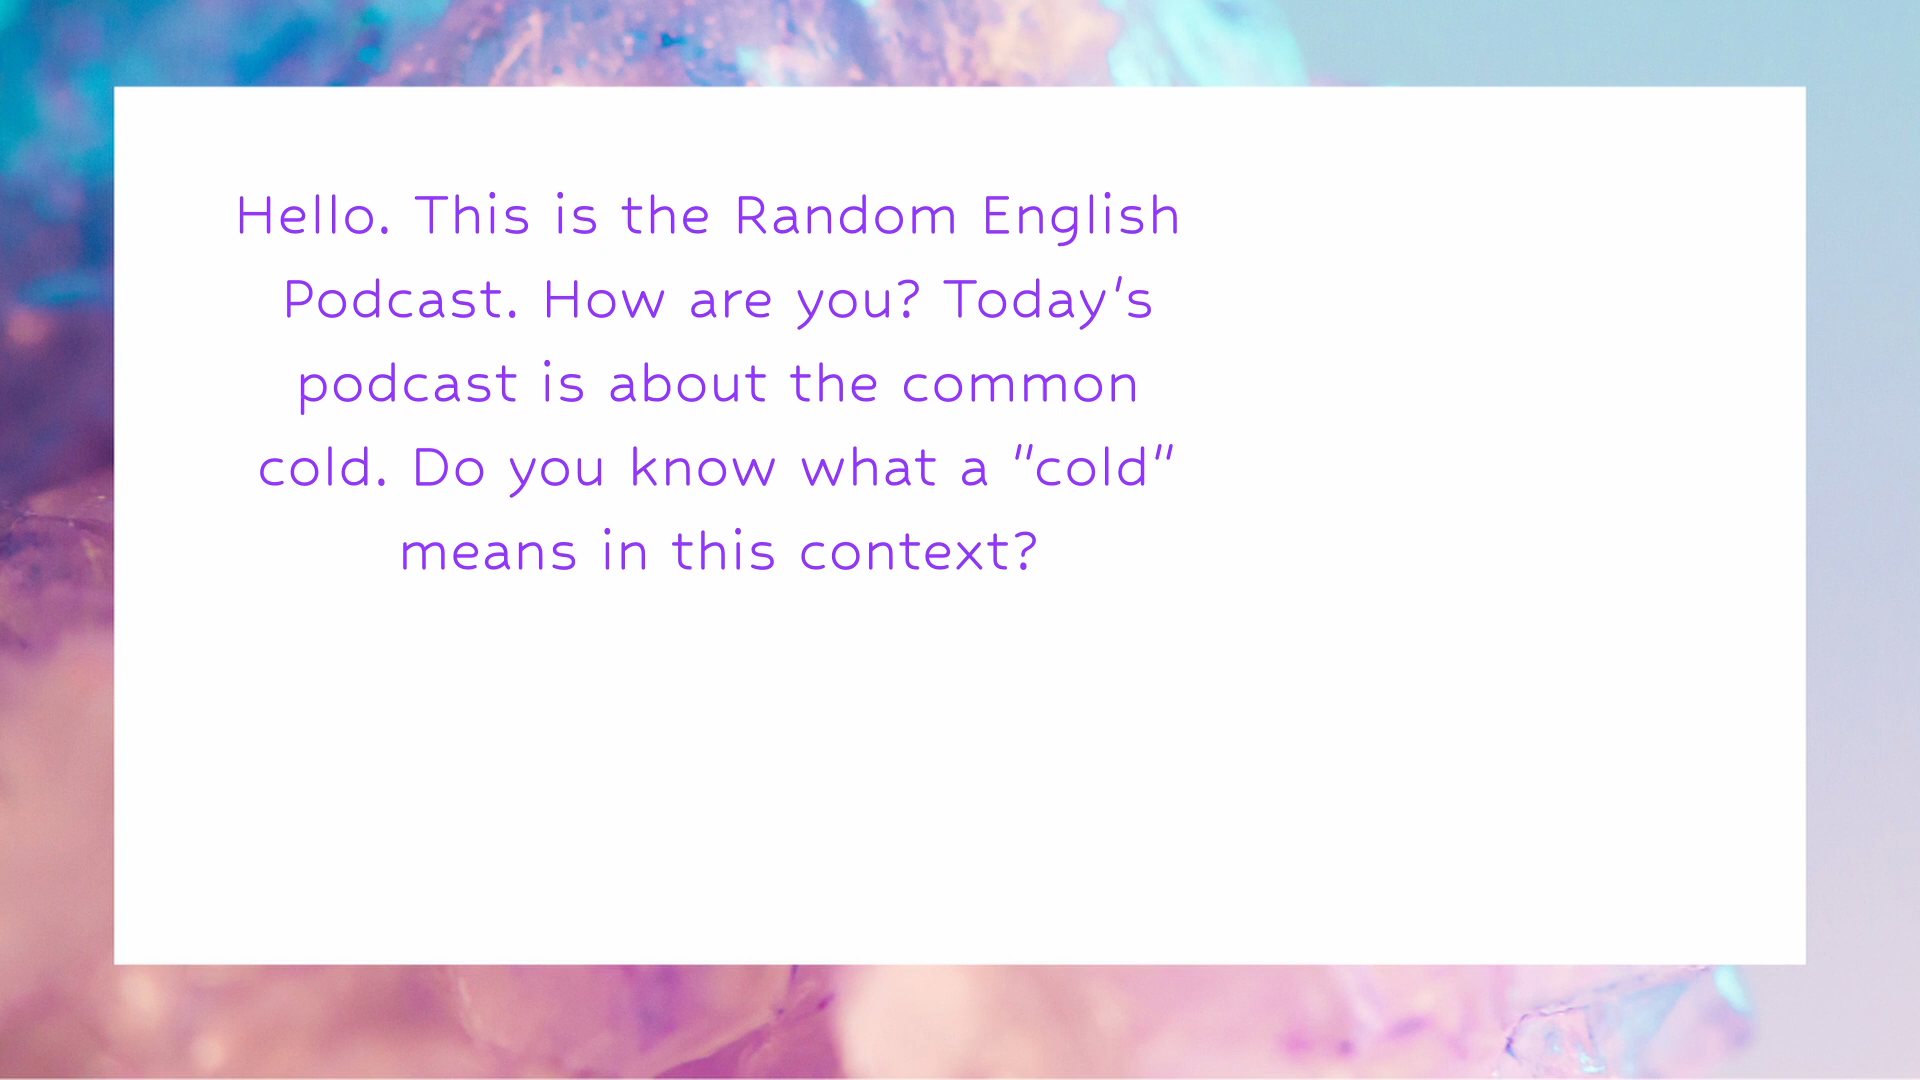 Hello. This is the Random English
Podcast. How are you? Today's
podcast is about the common
cold. Do you know what a "cold"
means in this context?